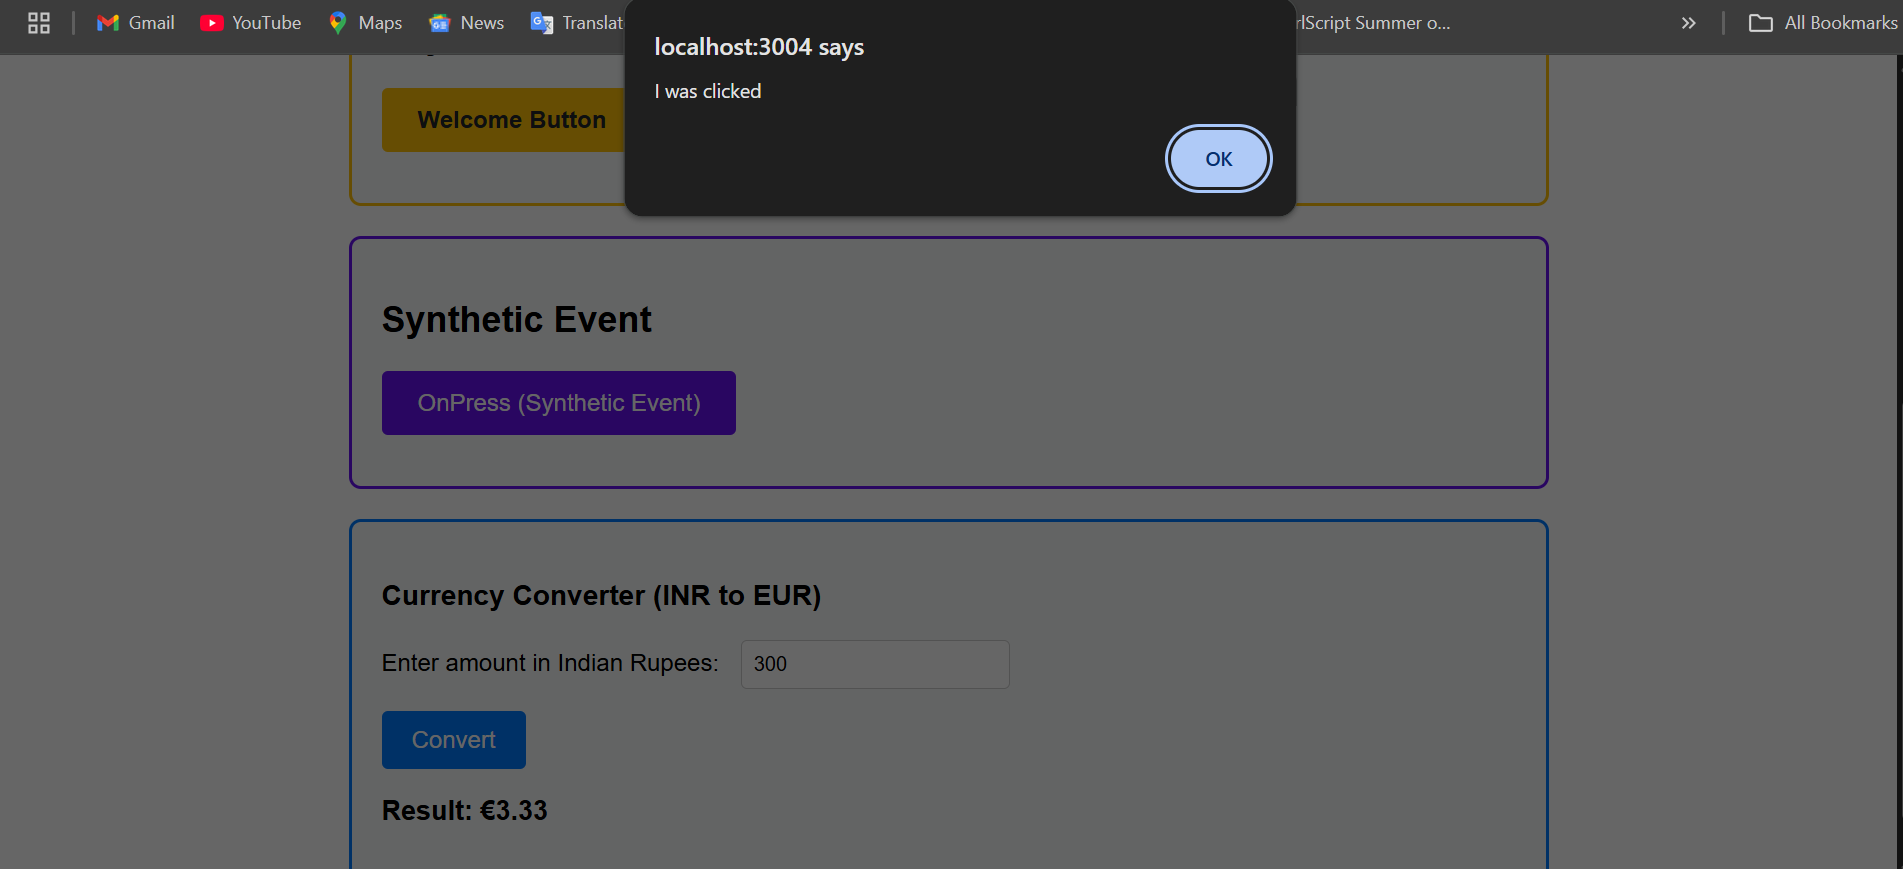 Gmail YouTube Maps News Translat rlScript Summer o... » All Bookmarks
localhost:3004 says
I was clicked
OK
Welcome Button
Synthetic Event
OnPress (Synthetic Event)
Currency Converter (INR to EUR)
Enter amount in Indian Rupees: 300
Convert
Result: €3.33